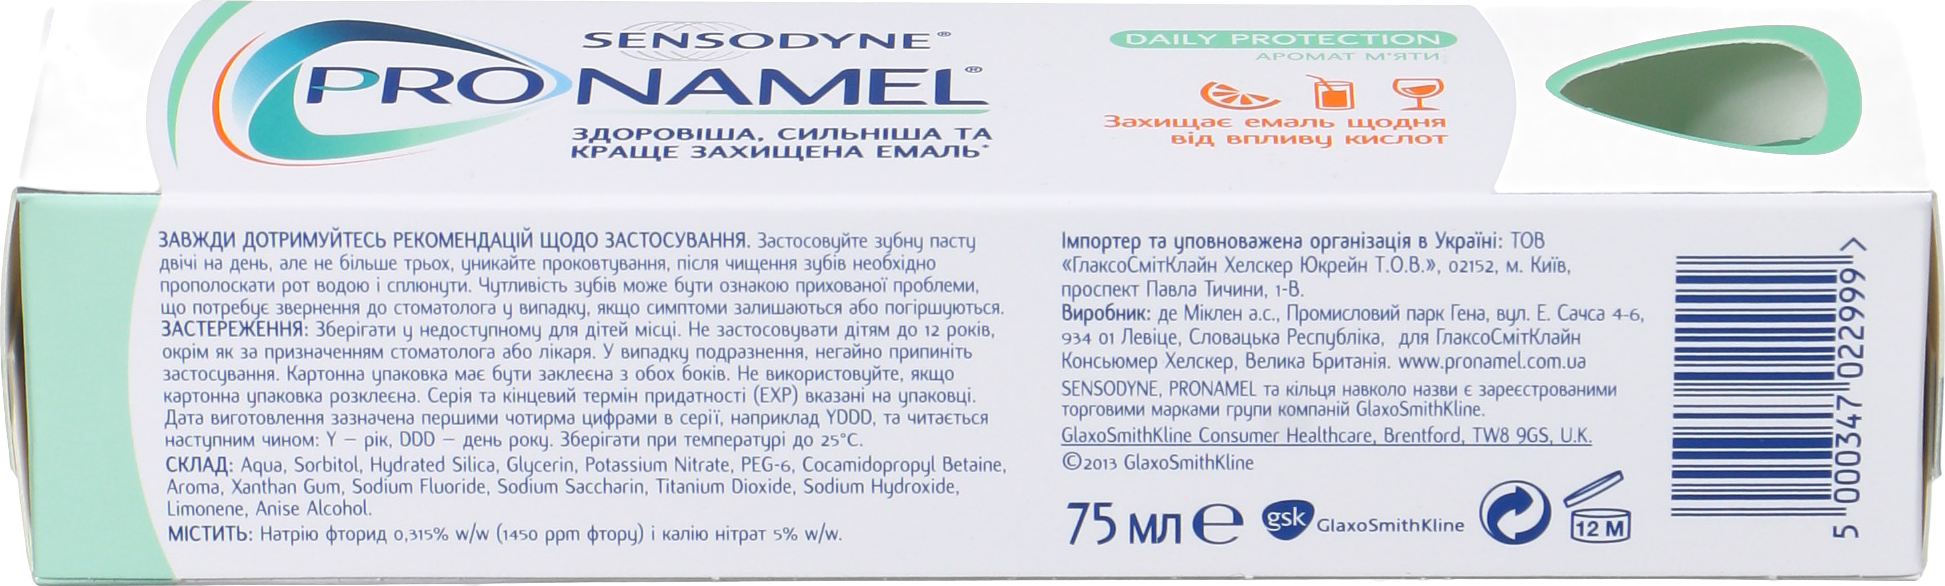 SENSODYNE®
PRONAMEL®
ЗДОРОВІША, СИЛЬНІША ТА
КРАЩЕ ЗАХИЩЕНА ЕМАЛЬ*
DAILY PROTECTION
АРОМАТ М'ЯТИ
Захищає емаль щодня
від впливу кислот
ЗАВЖДИ ДОТРИМУЙТЕСЬ РЕКОМЕНДАЦІЙ ЩОДО ЗАСТОСУВАННЯ. Застосовуйте зубну пасту
двічі на день, але не більше трьох, уникайте проковтування, після чищення зубів необхідно
прополоскати рот водою і сплюнути. Чутливість зубів може бути ознакою прихованої проблеми,
що потребує звернення до стоматолога у випадку, якщо симптоми залишаються або погіршуються.
ЗАСТЕРЕЖЕННЯ: Зберігати у недоступному для дітей місці. Не застосовувати дітям до 12 років,
окрім як за призначенням стоматолога або лікаря. У випадку подразнення, негайно припиніть
застосування. Картонна упаковка має бути заклеєна з обох боків. Не використовуйте, якщо
картонна упаковка розклеєна. Серія та кінцевий термін придатності (EXP) вказані на упаковці.
Дата виготовлення зазначена першими чотирма цифрами в серії, наприклад YDDD, та читається
наступним чином: Y – рік, DDD – день року. Зберігати при температурі до 25°C.
СКЛАД: Aqua, Sorbitol, Hydrated Silica, Glycerin, Potassium Nitrate, PEG-6, Cocamidopropyl Betaine,
Aroma, Xanthan Gum, Sodium Fluoride, Sodium Saccharin, Titanium Dioxide, Sodium Hydroxide,
Limonene, Anise Alcohol.
МІСТИТЬ: Натрію фторид 0,315% w/w (1450 ppm фтору) і калію нітрат 5% w/w.
Імпортер та уповноважена організація в Україні: ТОВ
«ГлаксоСмітКлайн Хелскер Юкрейн Т.О.В.», 02152, м. Київ,
проспект Павла Тичини, 1-В.
Виробник: де Міклен а.с., Промисловий парк Гена, вул. Е. Сачса 4-6,
934 01 Левіце, Словацька Республіка, для ГлаксоСмітКлайн
Консьюмер Хелскер, Велика Британія. www.pronamel.com.ua
SENSODYNE, PRONAMEL та кільця навколо назви є зареєстрованими
торговими марками групи компаній GlaxoSmithKline.
GlaxoSmithKline Consumer Healthcare, Brentford, TW8 9GS, U.K.
©2013 GlaxoSmithKline
75 мл ℮ gsk GlaxoSmithKline 12 M
5 000347 022999 >